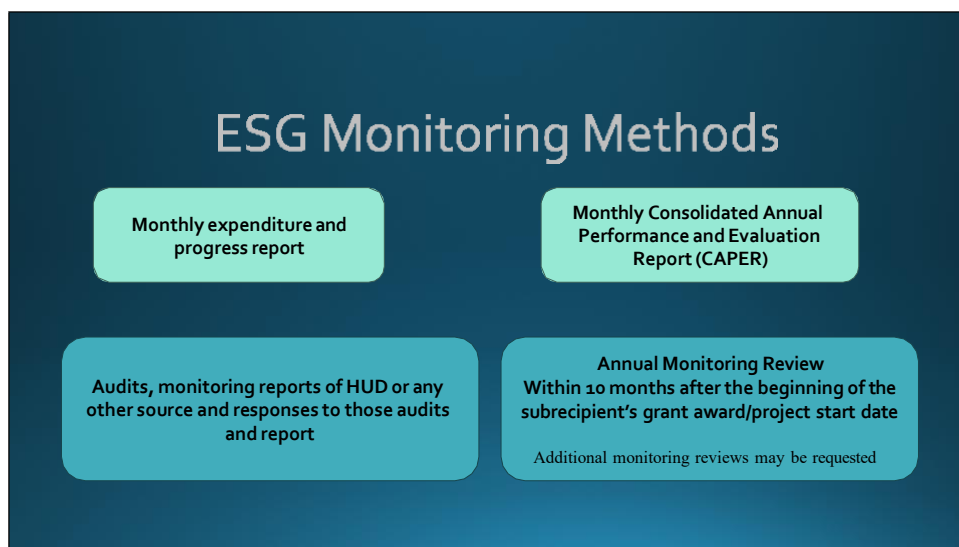 ESG Monitoring Methods
Monthly expenditure and
progress report
Monthly Consolidated Annual
Performance and Evaluation
Report (CAPER)
Audits, monitoring reports of HUD or any
other source and responses to those audits
and report
Annual Monitoring Review
Within 10 months after the beginning of the
subrecipient's grant award/project start date
Additional monitoring reviews may be requested